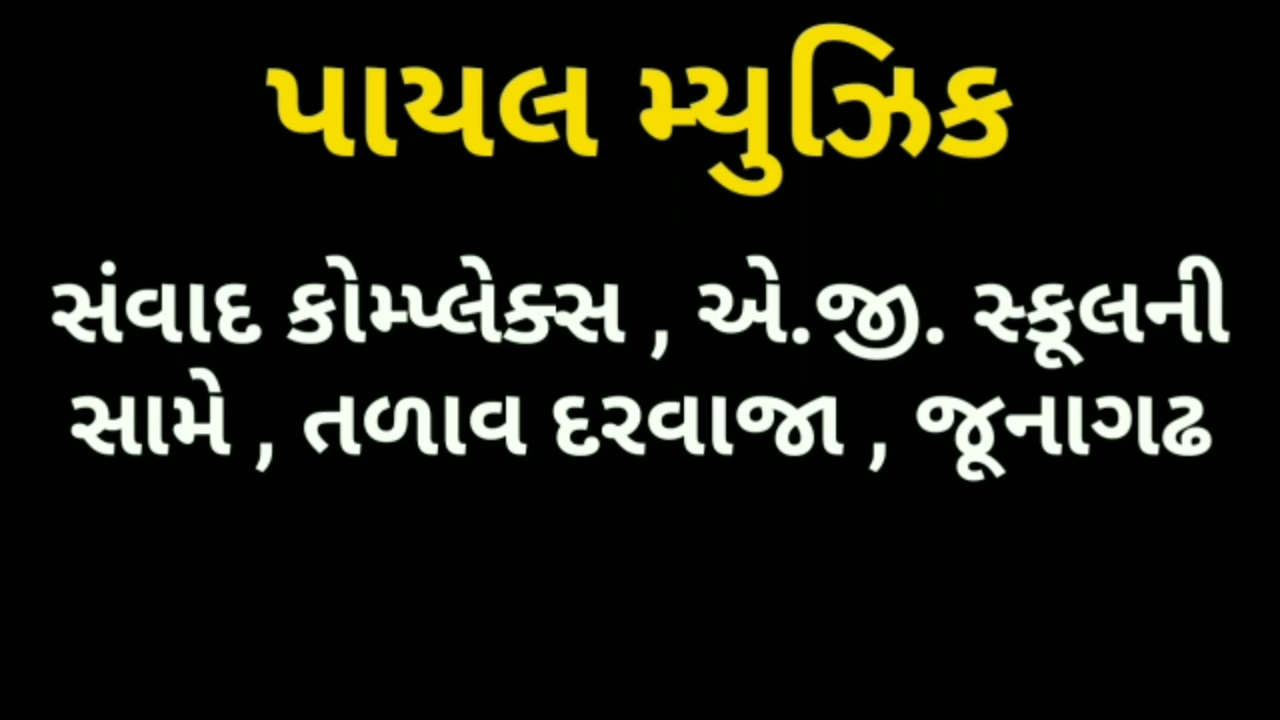 પાયલ મ્યુઝિક
સંવાદ કોમ્પ્લેક્સ , એ.જી. સ્કૂલની
સામે , તળાવ દરવાજા , જૂનાગઢ